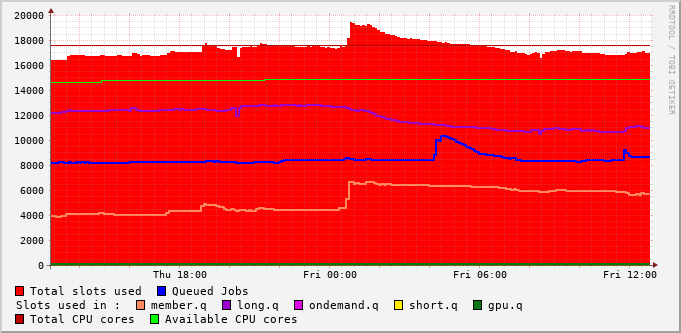 20000
18000
16000
14000
12000
10000
8000
6000
4000
2000
0
Thu 18:00 Fri 00:00 Fri 06:00 Fri 12:00
RRDTOOL / TOBI OETIKER
Total slots used Queued Jobs
Slots used in : member.q long.q ondemand.q short.q gpu.q
Total CPU cores Available CPU cores